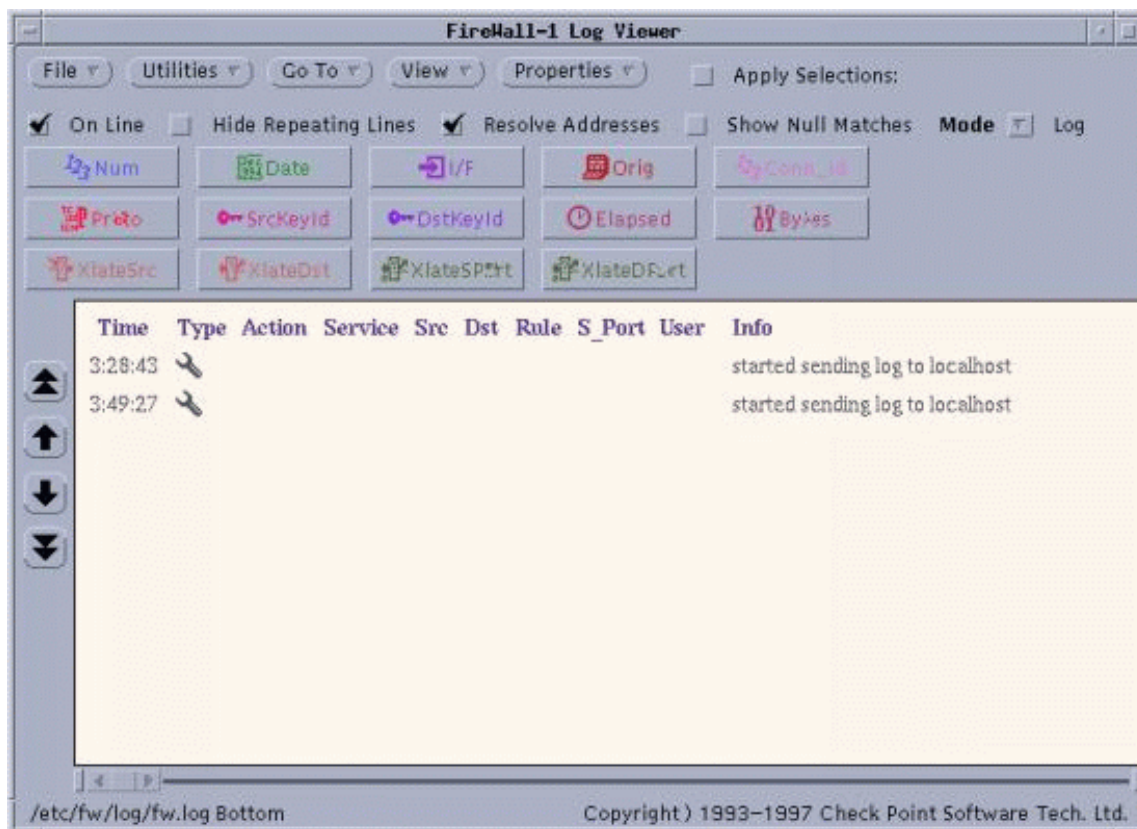 FireWall-1 Log Viewer
File Utilities Go To View Properties Apply Selections:
On Line Hide Repeating Lines Resolve Addresses Show Null Matches Mode Log
Num Date I/F Orig Conn_Id
Proto SrcKeyId DstKeyId Elapsed Bytes
XlateSrc XlateDst XlateSPort XlateDPort
Time Type Action Service Src Dst Rule S_Port User Info
3:28:43 started sending log to localhost
3:49:27 started sending log to localhost
/etc/fw/log/fw.log Bottom Copyright) 1993-1997 Check Point Software Tech. Ltd.